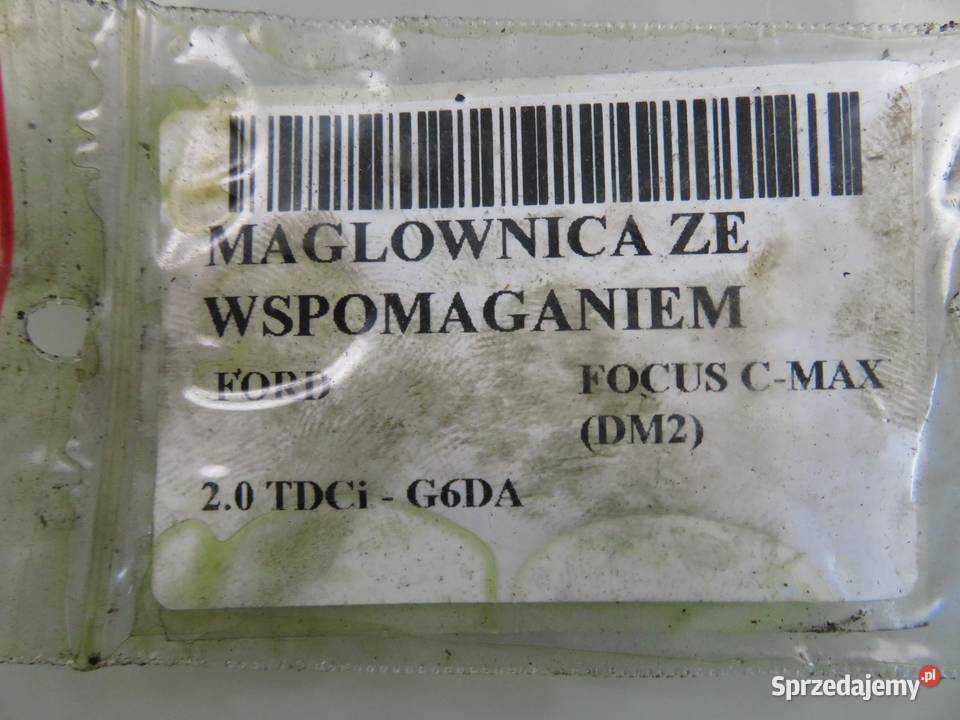 MAGLOWNICA ZE
WSPOMAGANIEM
FORD FOCUS C-MAX
(DM2)
2.0 TDCi - G6DA
Sprzedajemy.pl